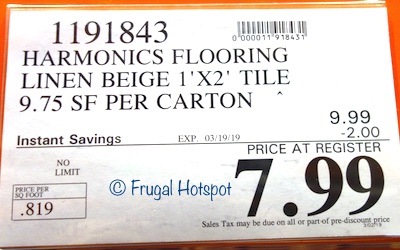 1191843
0 000011 918431
HARMONICS FLOORING
LINEN BEIGE 1'X2' TILE
9.75 SF PER CARTON ^
9.99
Instant Savings EXP. 03/19/19 -2.00
NO
LIMIT
PRICE AT REGISTER
PRICE PER
SQ FOOT
.819
7.99
© Frugal Hotspot
Sales Tax may be due on all or part of pre-discount price